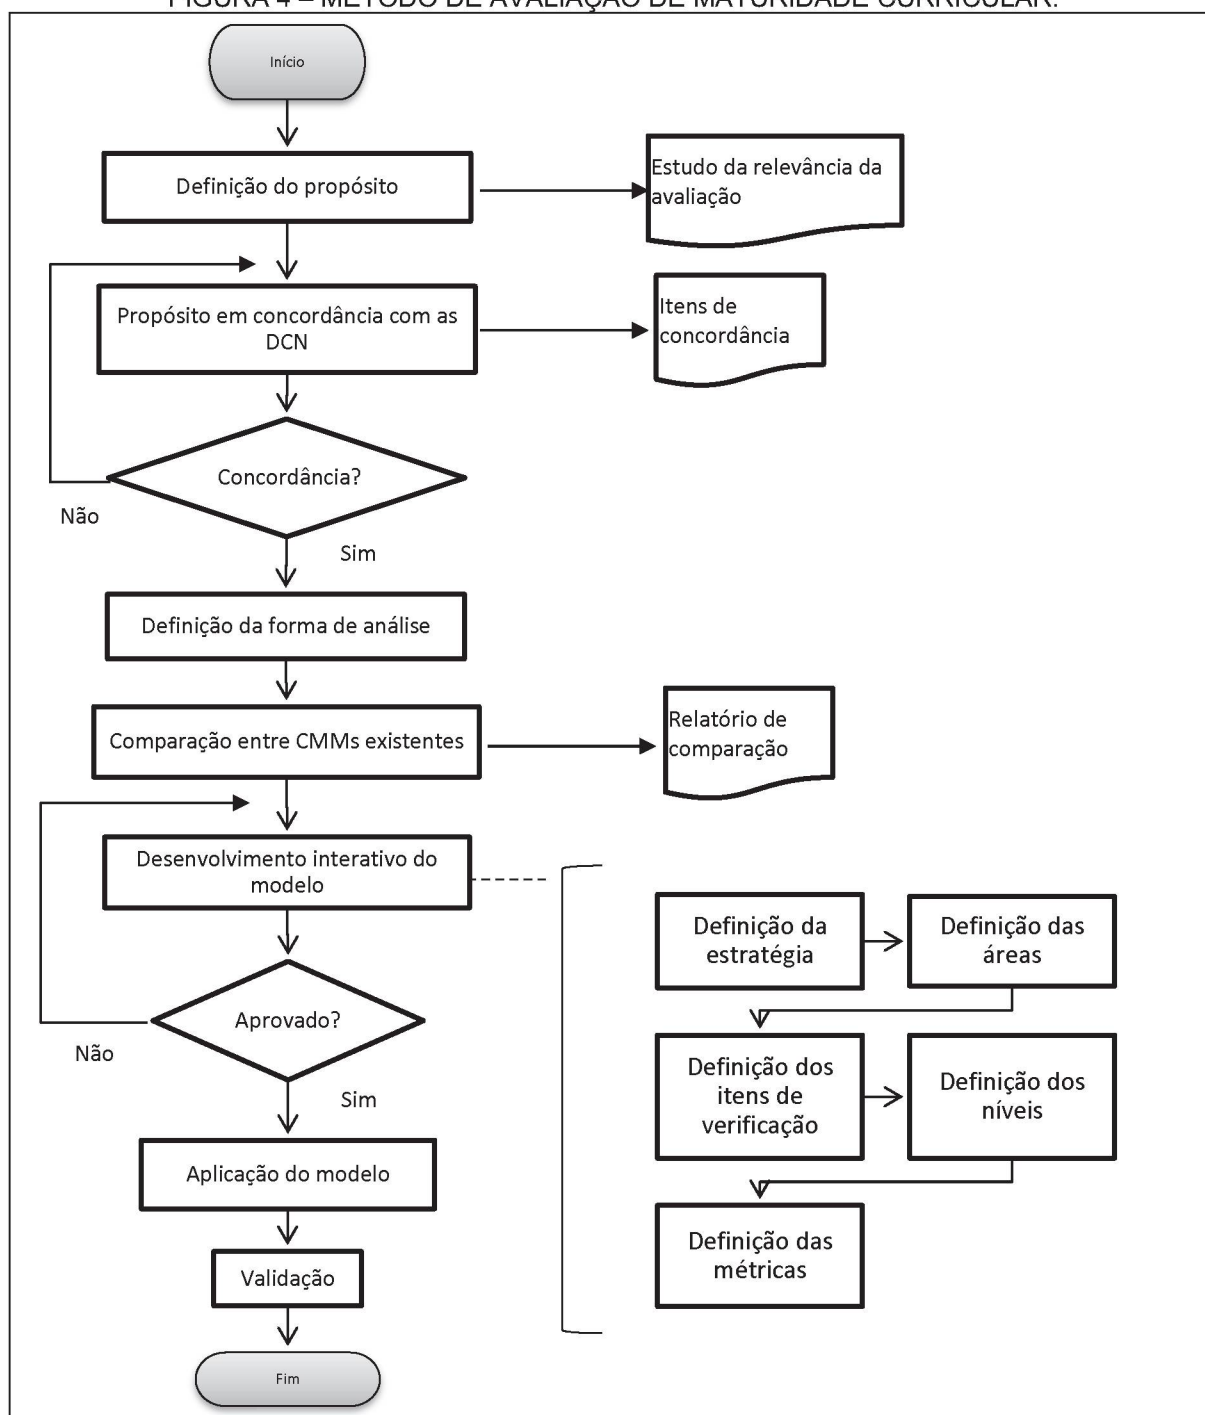 FIGURA 4 – MÉTODO DE AVALIAÇÃO DE MATURIDADE CURRICULAR.
Início
Definição do propósito
Estudo da relevância da
avaliação
Propósito em concordância com as
DCN
Itens de
concordância
Concordância?
Não
Sim
Definição da forma de análise
Comparação entre CMMs existentes
Relatório de
comparação
Desenvolvimento interativo do
modelo
Definição da
estratégia
Definição das
áreas
Definição dos
itens de
verificação
Definição dos
níveis
Definição das
métricas
Aprovado?
Não
Sim
Aplicação do modelo
Validação
Fim